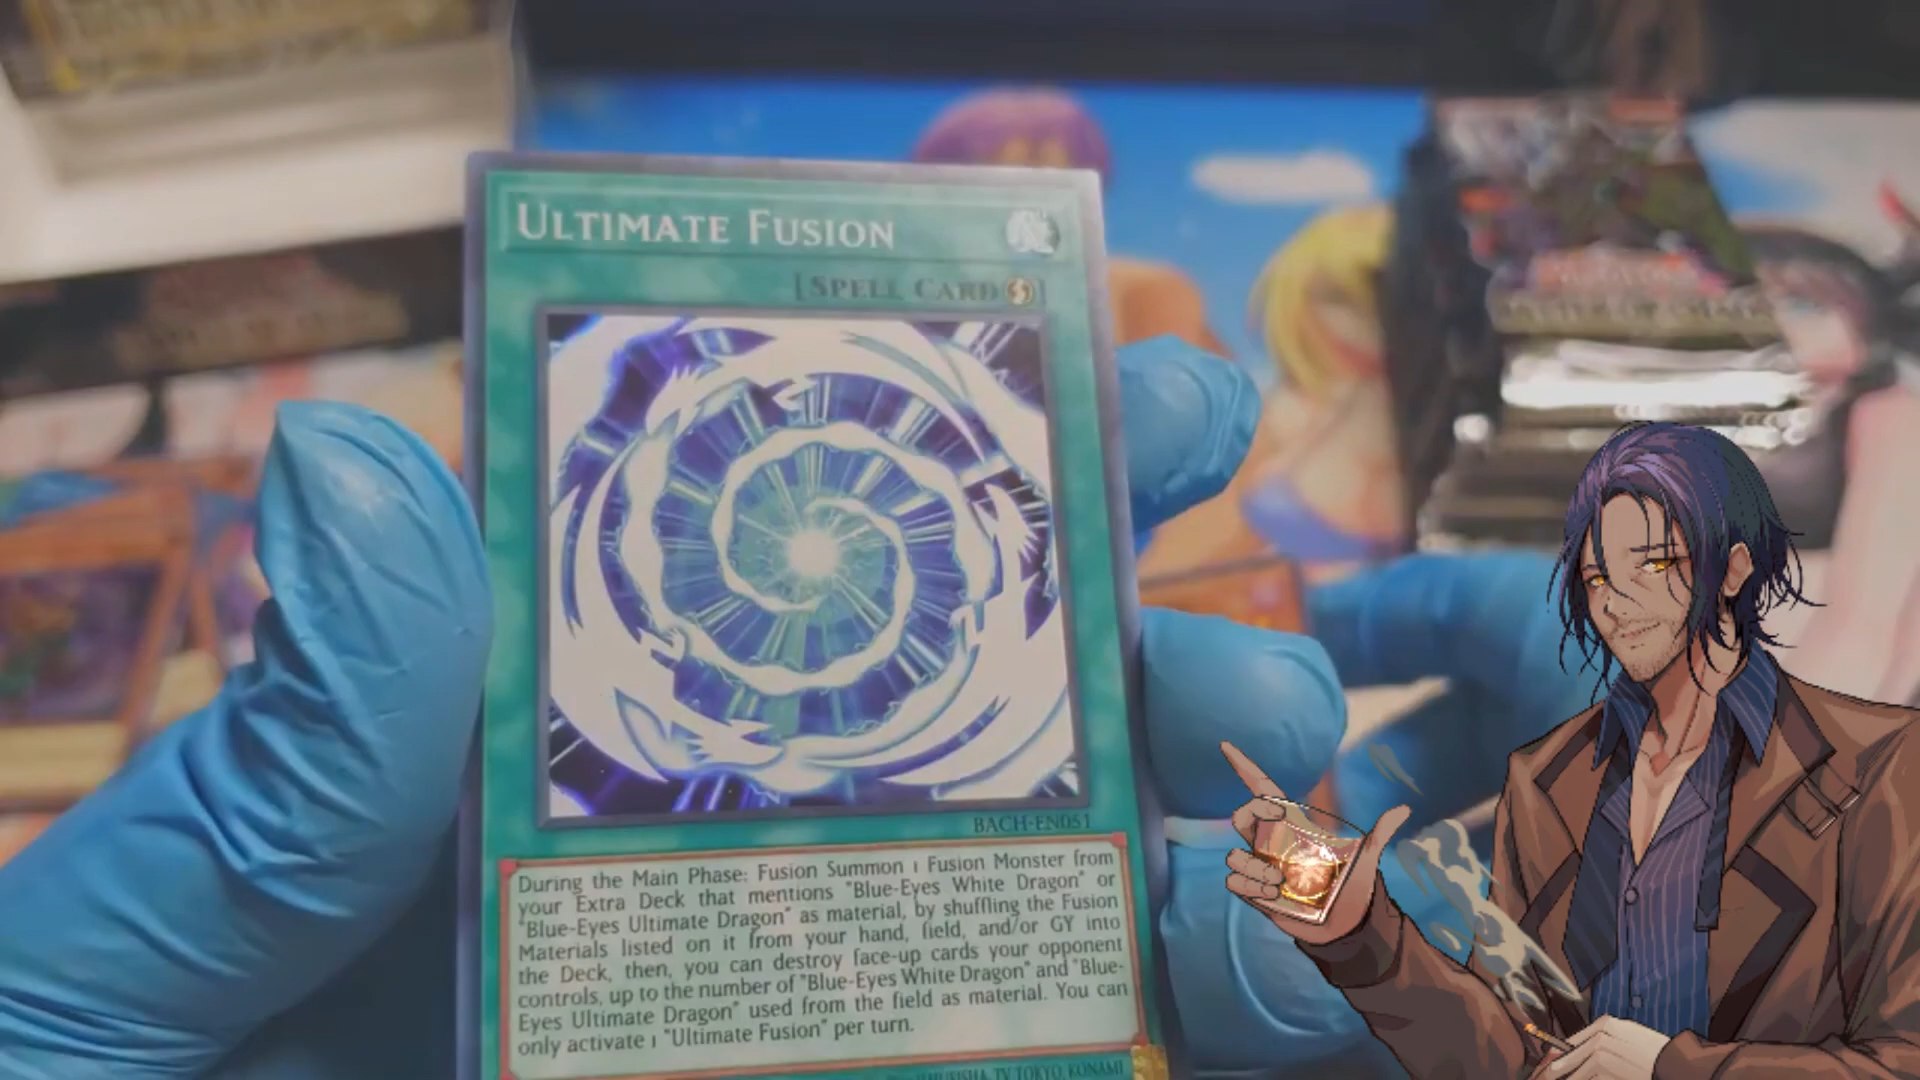 ULTIMATE FUSION
[SPELL CARD]
BACH-EN051
During the Main Phase: Fusion Summon 1 Fusion Monster from
your Extra Deck that mentions "Blue-Eyes White Dragon" or
"Blue-Eyes Ultimate Dragon" as material, by shuffling the Fusion
Materials listed on it from your hand, field, and/or GY into
the Deck, then, you can destroy face-up cards your opponent
controls, up to the number of "Blue-Eyes White Dragon" and "Blue-
Eyes Ultimate Dragon" used from the field as material. You can
only activate 1 "Ultimate Fusion" per turn.
TV TOKYO, KONAMI